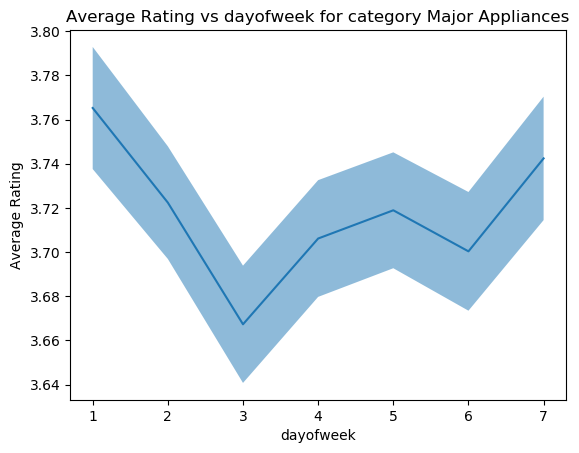 Average Rating vs dayofweek for category Major Appliances
3.80
3.78
3.76
3.74
3.72
3.70
3.68
3.66
3.64
Average Rating
1 2 3 4 5 6 7
dayofweek